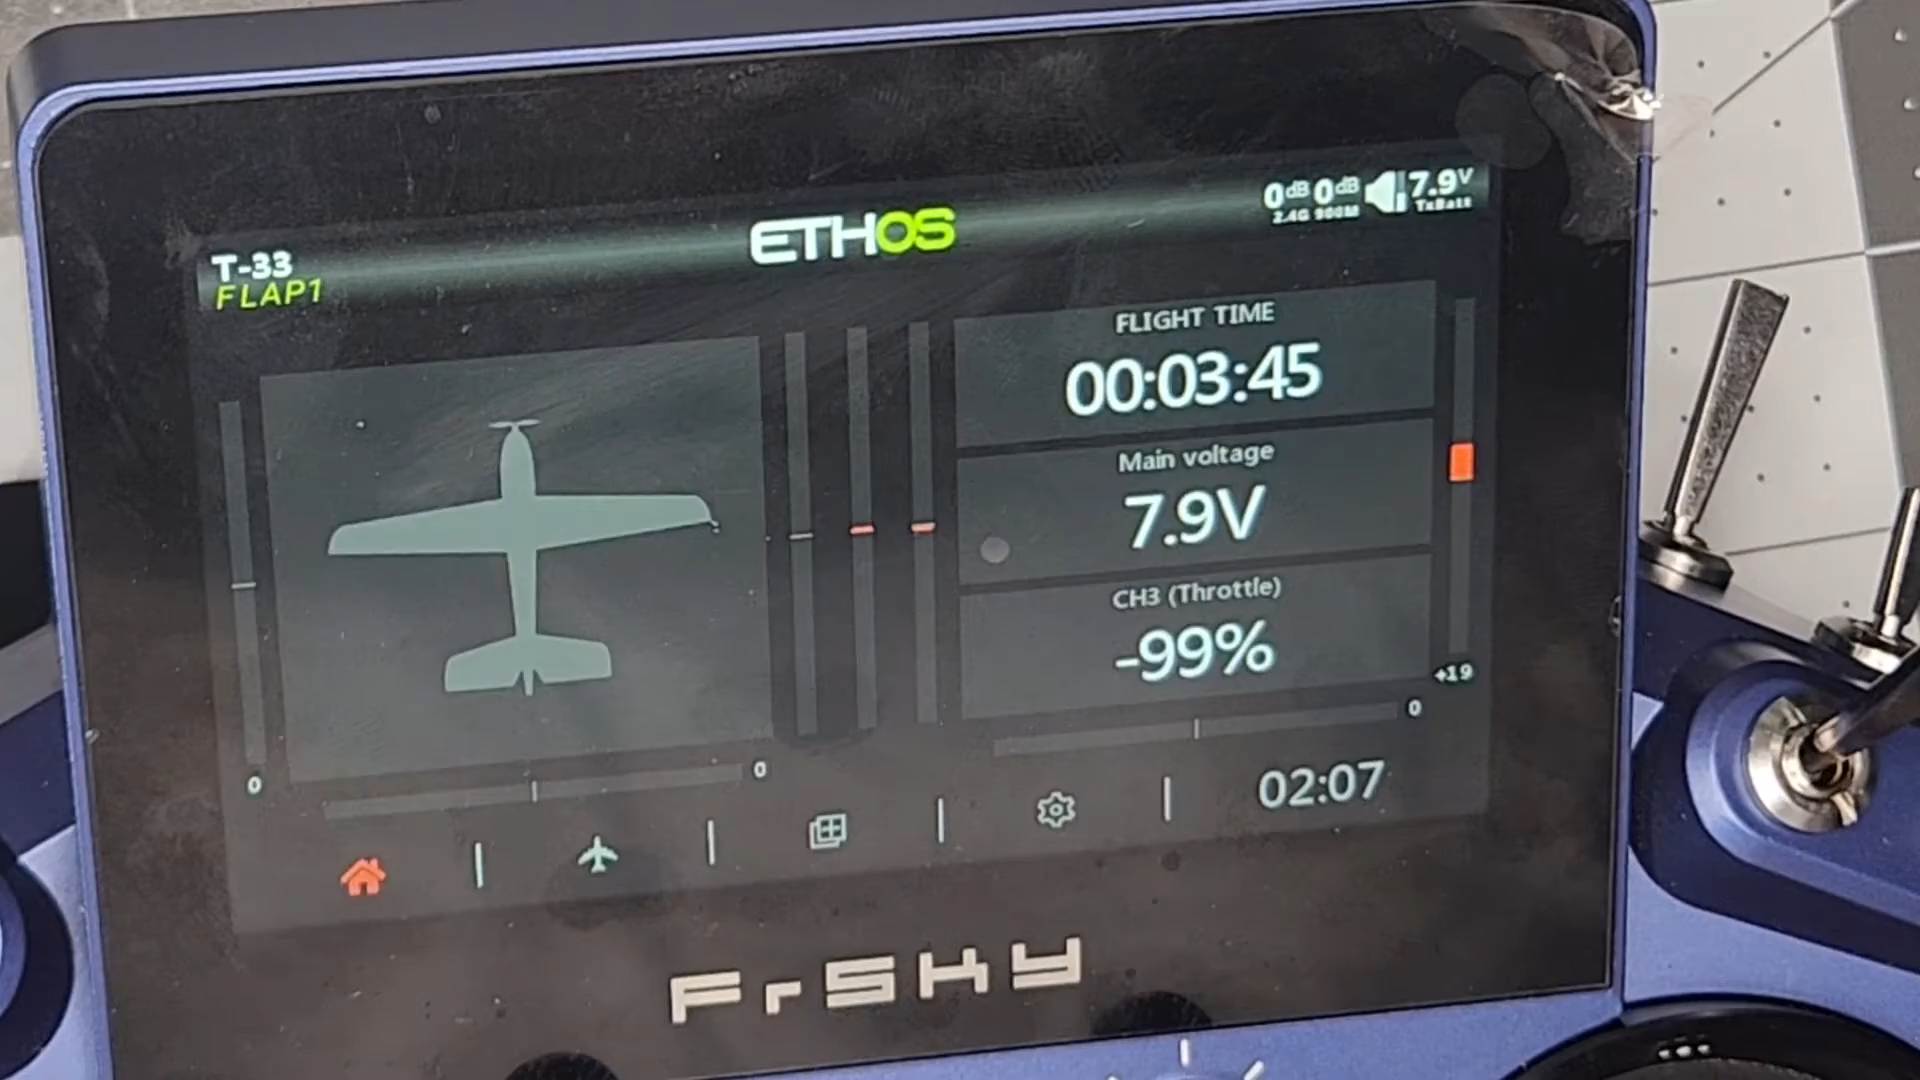 T-33
FLAP1
ETHOS
0dB 0dB 7.9V
2.4G 900M TxBatt
FLIGHT TIME
00:03:45
Main voltage
7.9V
CH3 (Throttle)
-99%
+19
0
0
0
02:07
FrSKY